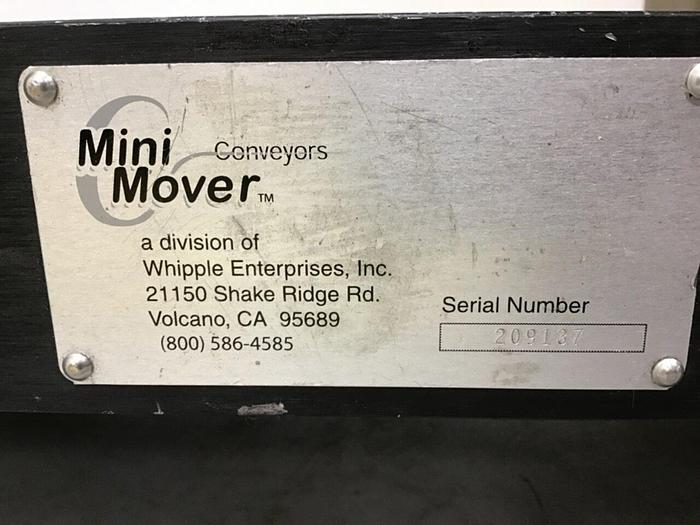 Mini Conveyors
Mover™
a division of
Whipple Enterprises, Inc.
21150 Shake Ridge Rd.
Volcano, CA 95689
(800) 586-4585
Serial Number
209137